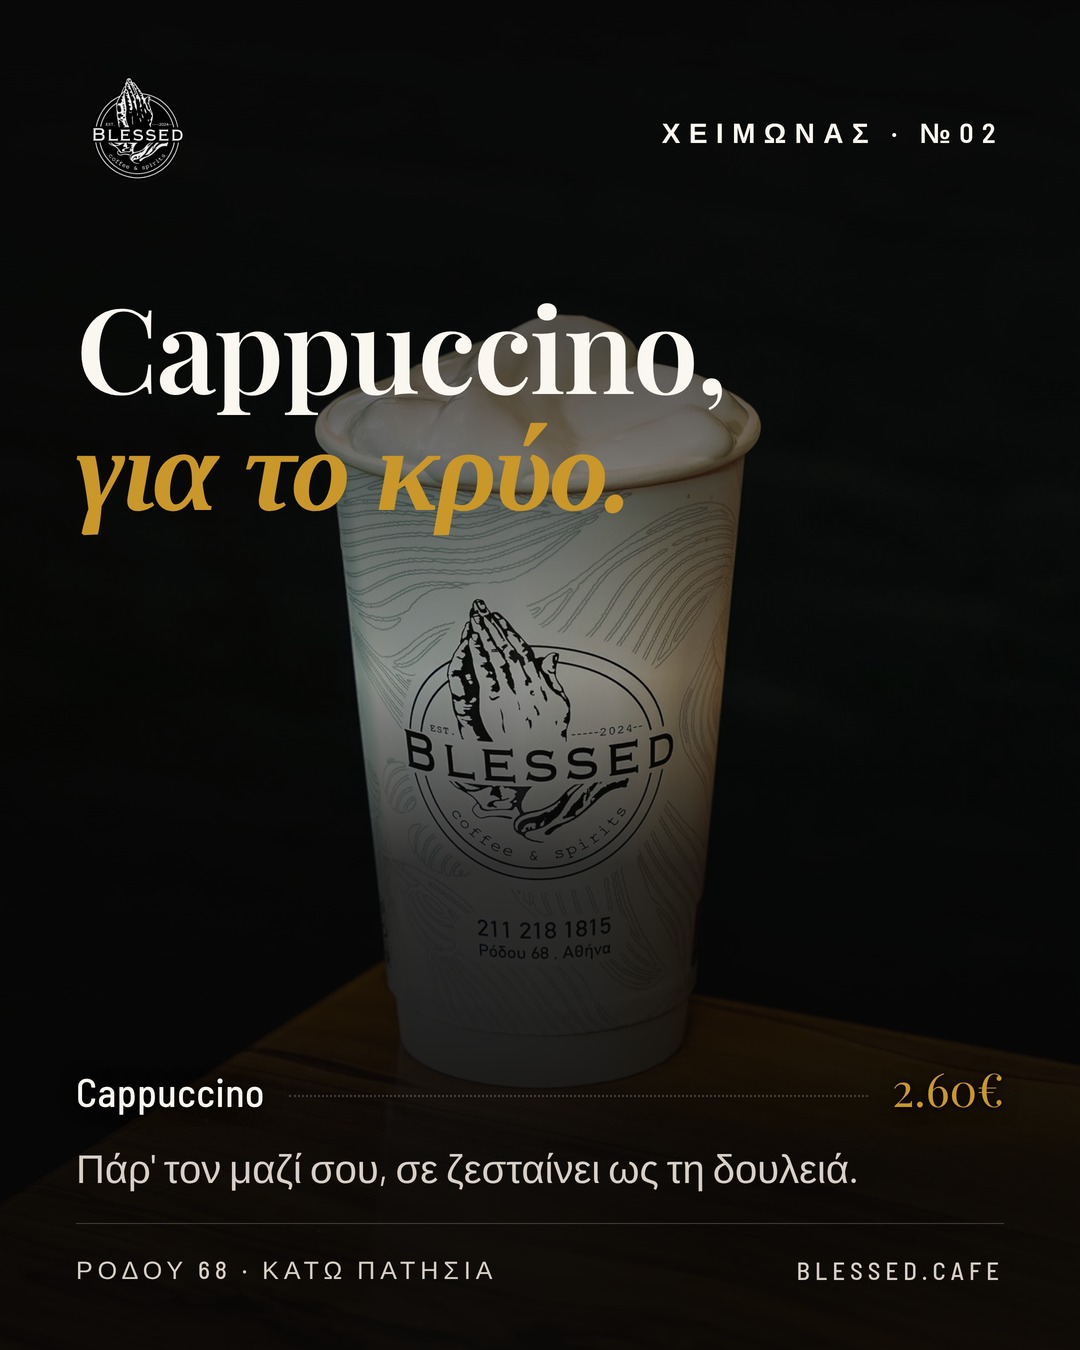 BLESSED
coffee & spirits
ΧΕΙΜΩΝΑΣ · №02
Cappuccino,
για το κρύο.
EST. -----2024--
BLESSED
coffee & spirits
211 218 1815
Ρόδου 68 , Αθήνα
Cappuccino 2.60€
Πάρ' τον μαζί σου, σε ζεσταίνει ως τη δουλειά.
ΡΟΔΟΥ 68 · ΚΑΤΩ ΠΑΤΗΣΙΑ
BLESSED.CAFE